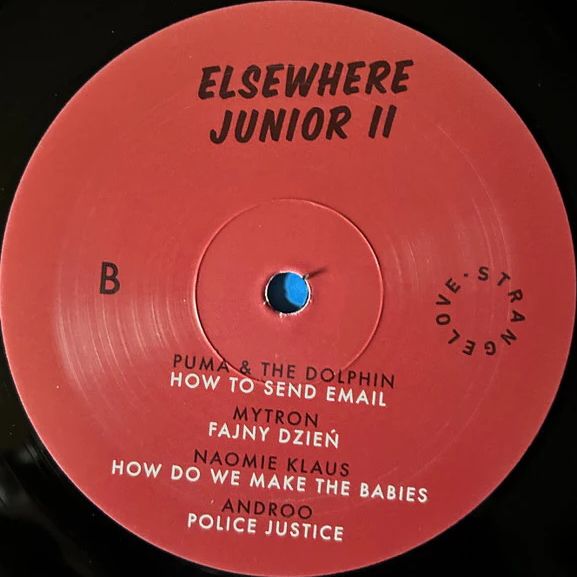 ELSEWHERE
JUNIOR II
B
STRANGELOVE ·
PUMA & THE DOLPHIN
HOW TO SEND EMAIL
MYTRON
FAJNY DZIEŃ
NAOMIE KLAUS
HOW DO WE MAKE THE BABIES
ANDROO
POLICE JUSTICE